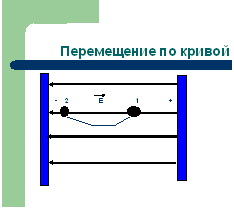 Перемещение по кривой
- 2 E 1 +